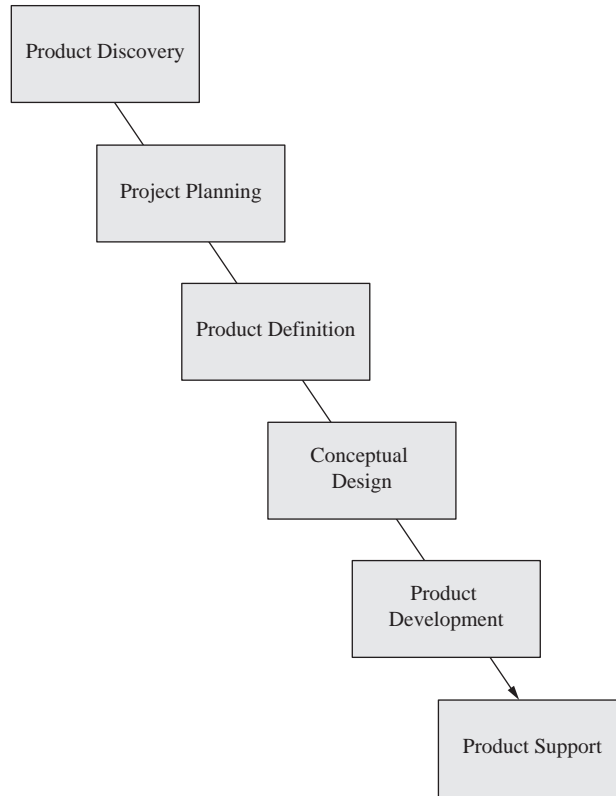 Product Discovery
Project Planning
Product Definition
Conceptual
Design
Product
Development
Product Support